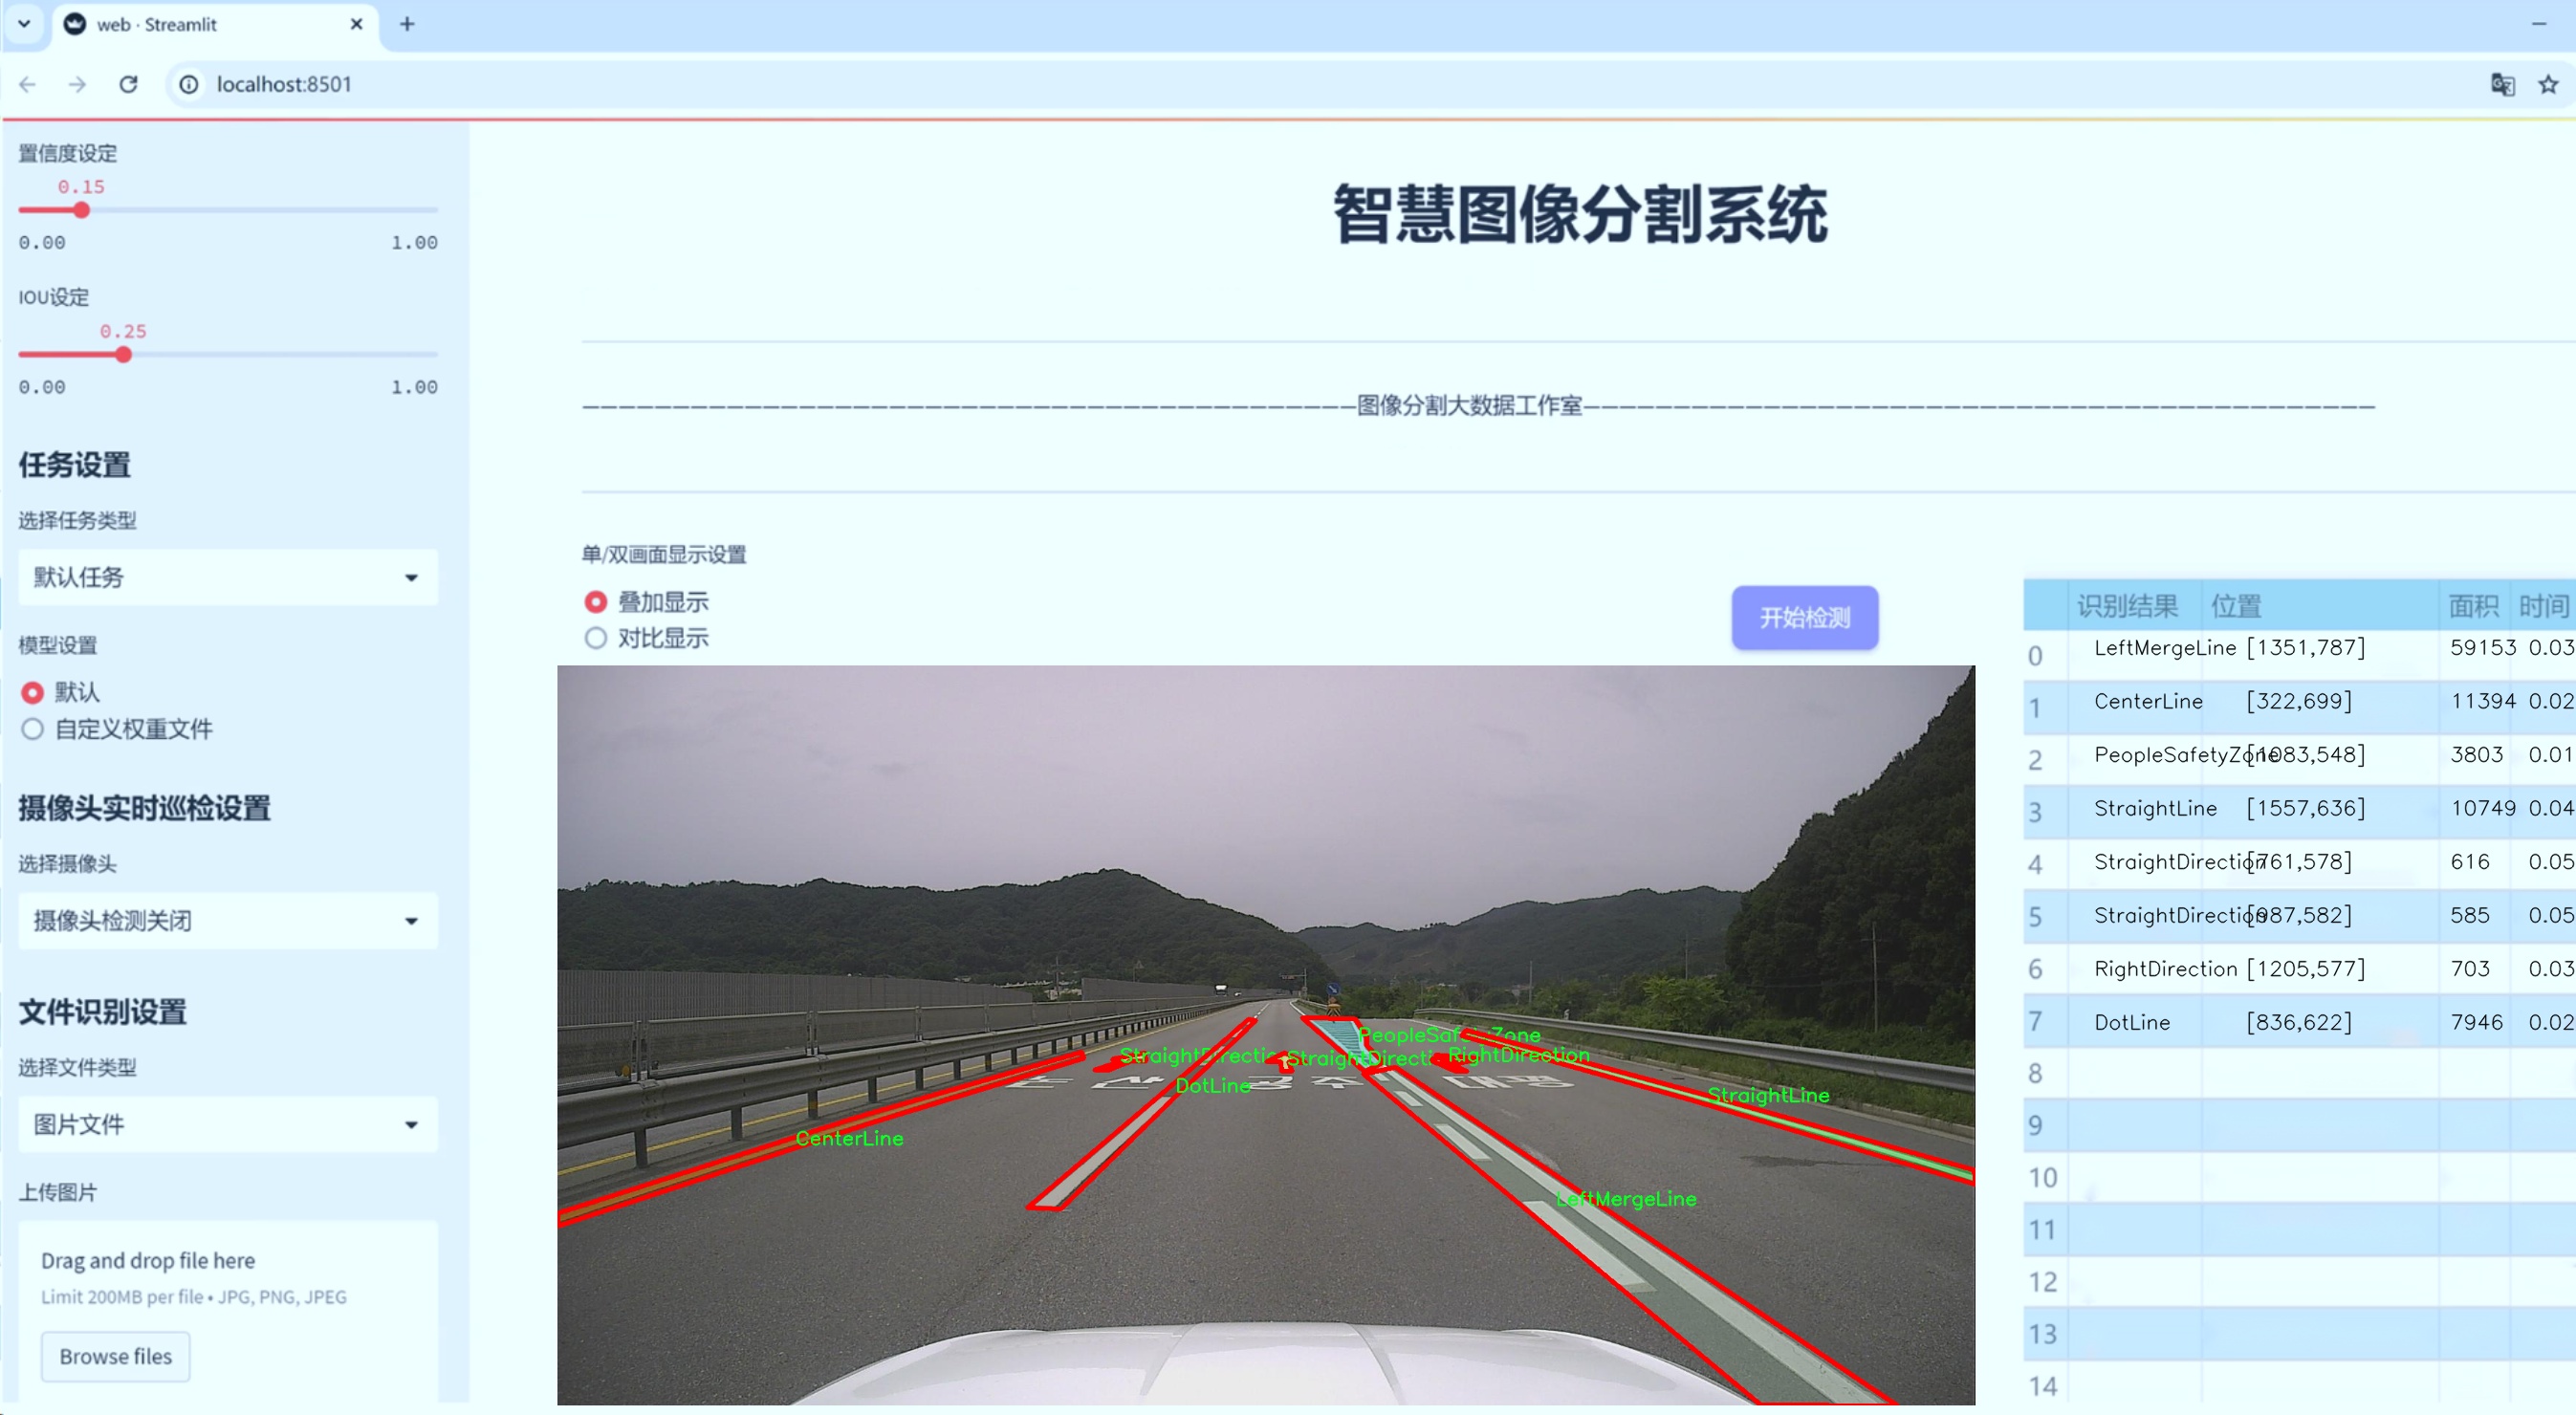 web · Streamlit
localhost:8501
置信度设定
0.15
0.00 1.00
IOU设定
0.25
0.00 1.00
任务设置
选择任务类型
默认任务
模型设置
默认
自定义权重文件
摄像头实时巡检设置
选择摄像头
摄像头检测关闭
文件识别设置
选择文件类型
图片文件
上传图片
Drag and drop file here
Limit 200MB per file • JPG, PNG, JPEG
Browse files
智慧图像分割系统
图像分割大数据工作室
单/双画面显示设置
叠加显示
对比显示
开始检测
PeopleSafetyZone
StraightDirection
StraightDirection
RightDirection
DotLine
StraightLine
CenterLine
LeftMergeLine
识别结果 位置 面积 时间
0 LeftMergeLine [1351,787] 59153 0.03
1 CenterLine [322,699] 11394 0.02
2 PeopleSafetyZone [1083,548] 3803 0.01
3 StraightLine [1557,636] 10749 0.04
4 StraightDirection [761,578] 616 0.05
5 StraightDirection [987,582] 585 0.05
6 RightDirection [1205,577] 703 0.03
7 DotLine [836,622] 7946 0.02
8
9
10
11
12
13
14